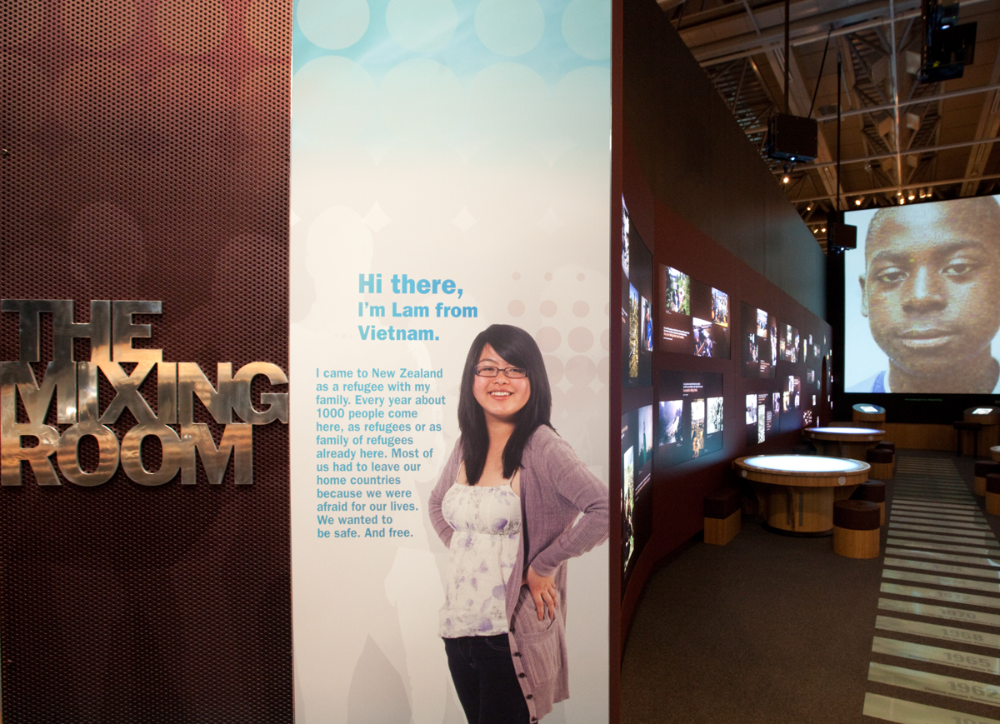 THE
MIXING
ROOM
Hi there,
I'm Lam from
Vietnam.
I came to New Zealand
as a refugee with my
family. Every year about
1000 people come
here, as refugees or as
family of refugees
already here. Most of
us had to leave our
home countries
because we were
afraid for our lives.
We wanted to
be safe. And free.
1970
1968
1965
1962